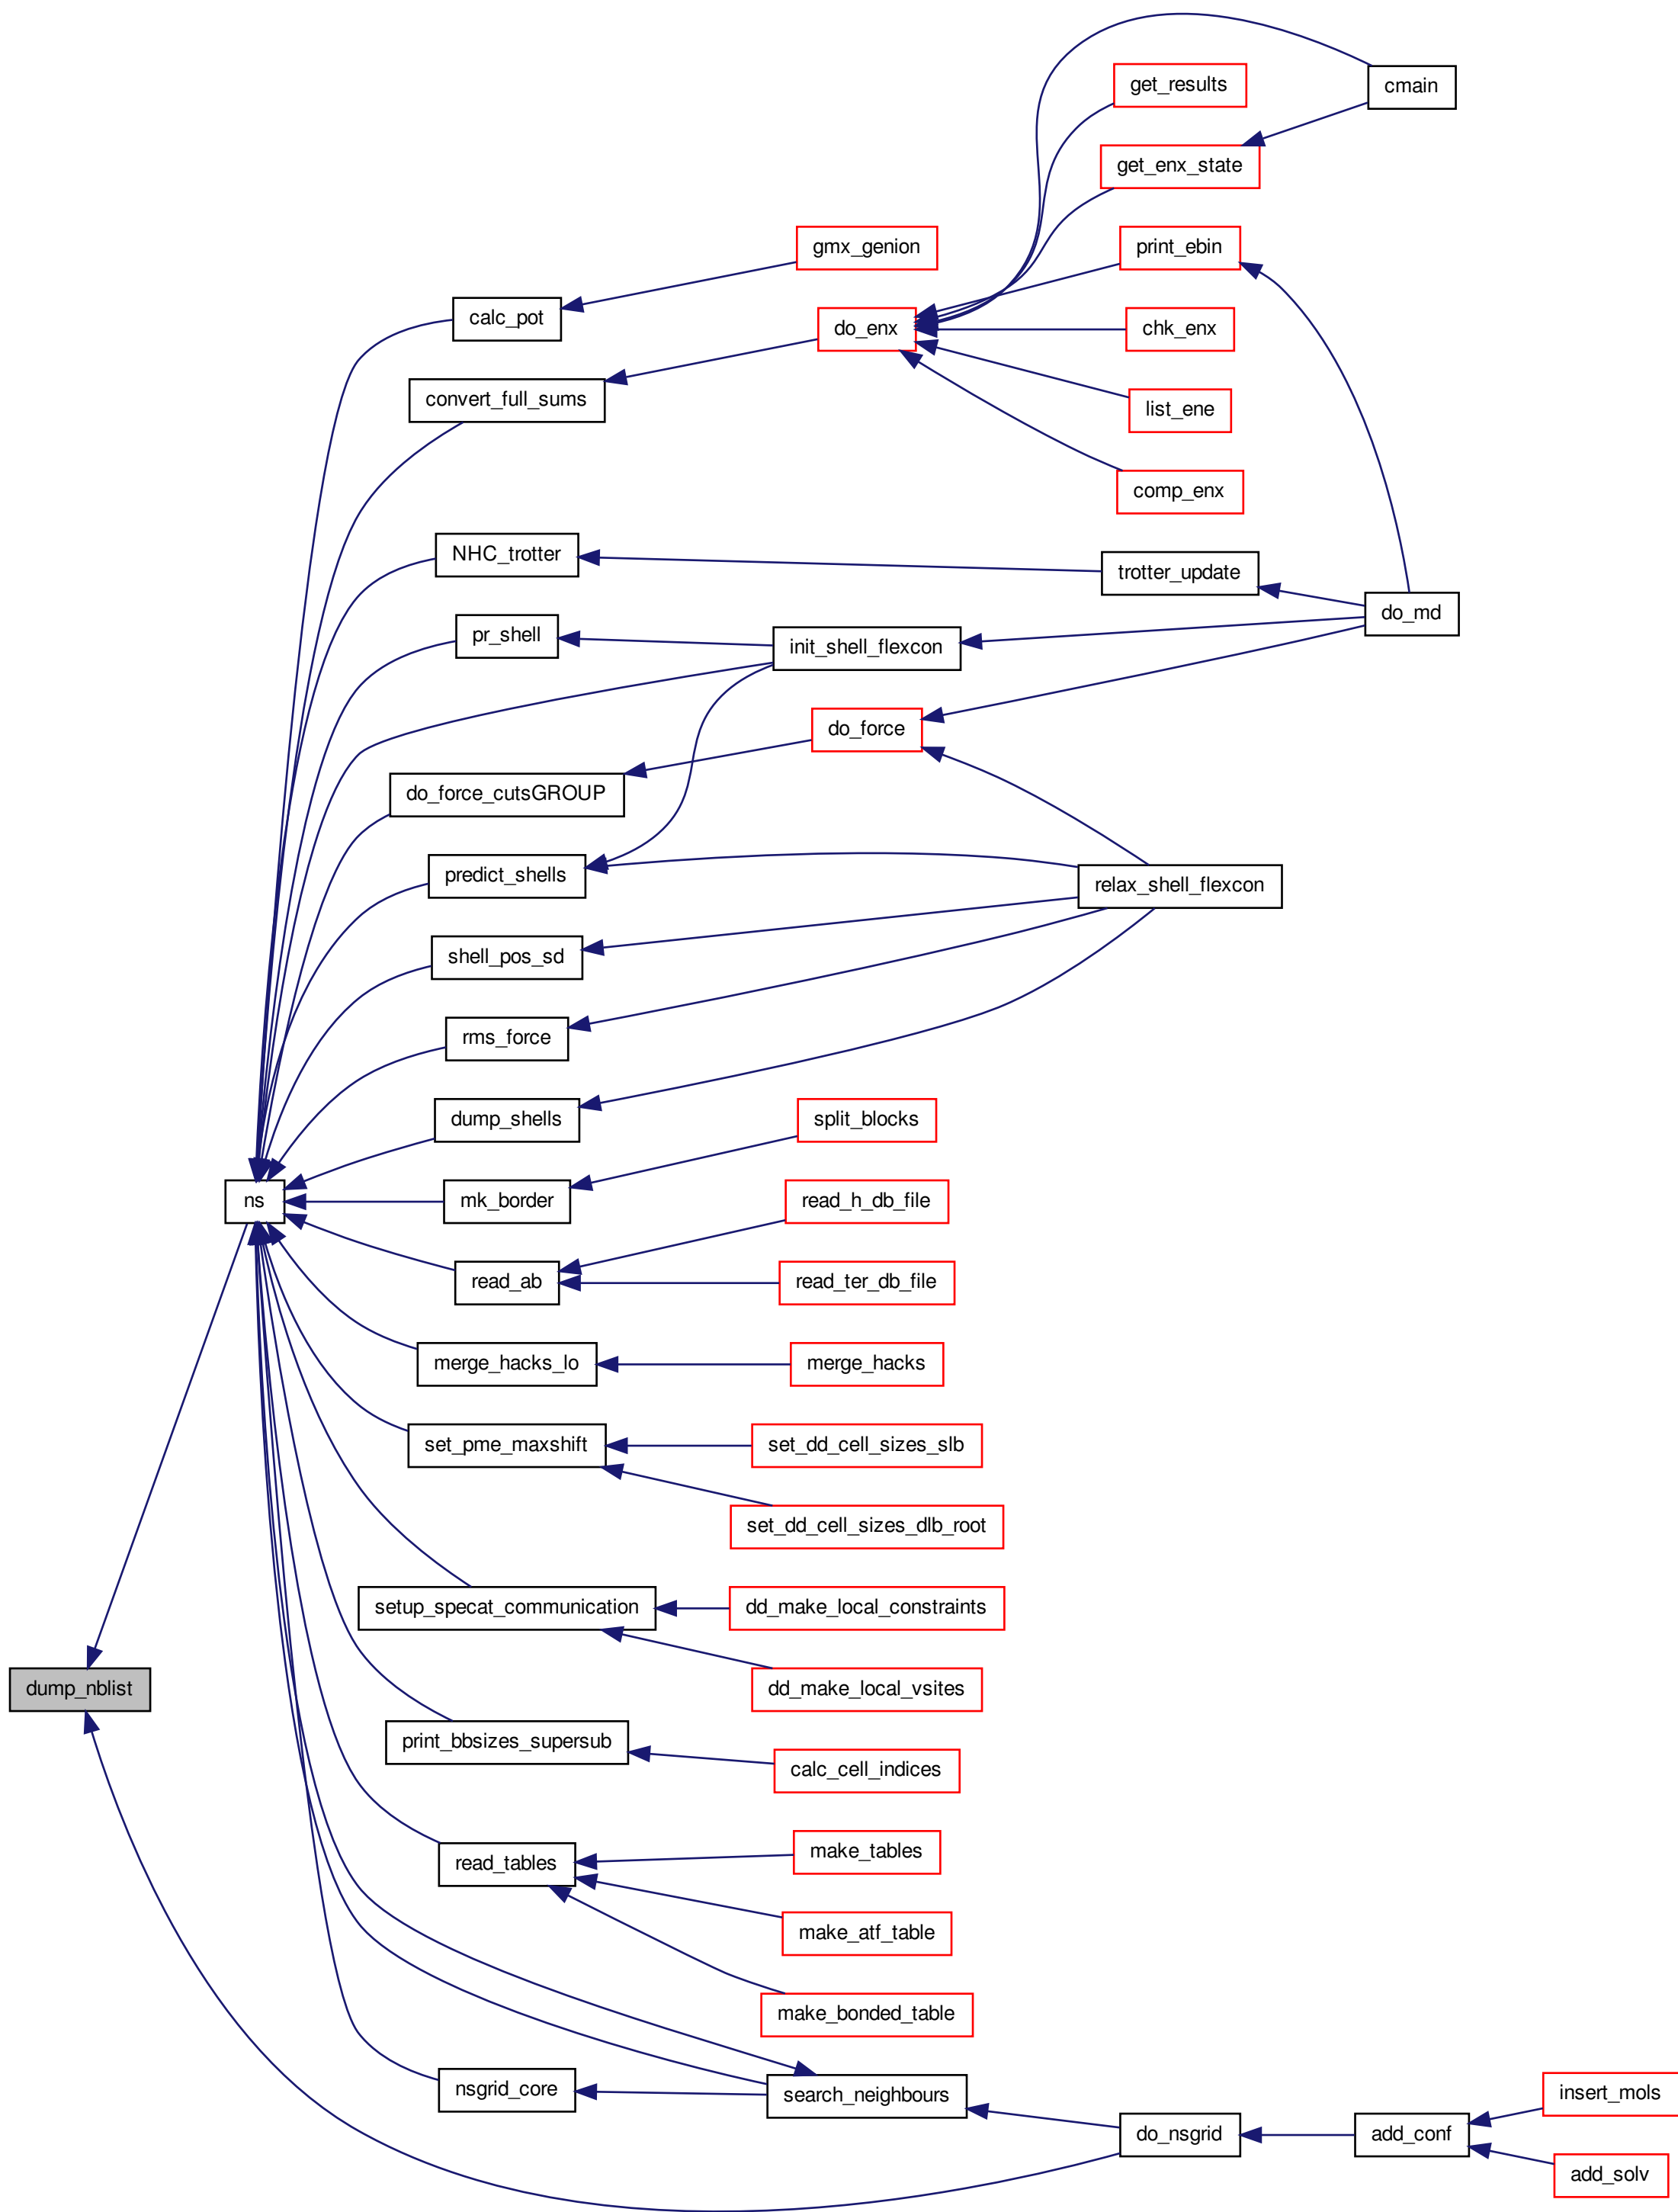 cmain
get_results
get_enx_state
gmx_genion
print_ebin
calc_pot
do_enx
chk_enx
convert_full_sums
list_ene
comp_enx
NHC_trotter
trotter_update
do_md
pr_shell
init_shell_flexcon
do_force
do_force_cutsGROUP
predict_shells
relax_shell_flexcon
shell_pos_sd
rms_force
dump_shells
split_blocks
ns
mk_border
read_h_db_file
read_ab
read_ter_db_file
merge_hacks_lo
merge_hacks
set_pme_maxshift
set_dd_cell_sizes_slb
set_dd_cell_sizes_dlb_root
setup_specat_communication
dd_make_local_constraints
dump_nblist
dd_make_local_vsites
print_bbsizes_supersub
calc_cell_indices
read_tables
make_tables
make_atf_table
make_bonded_table
nsgrid_core
search_neighbours
insert_mols
do_nsgrid
add_conf
add_solv